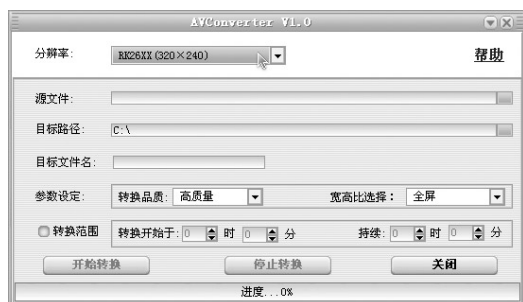 AVConverter V1.0
分辨率: RK26XX (320×240) 帮助
源文件:
目标路径: C:\
目标文件名:
参数设定: 转换品质: 高质量 宽高比选择: 全屏
转换范围 转换开始于: 0 时 0 分 持续: 0 时 0 分
开始转换 停止转换 关闭
进度...0%